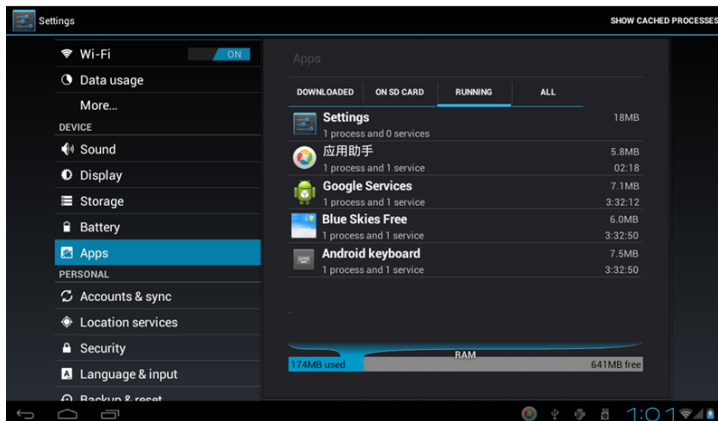 Settings
SHOW CACHED PROCESSES
Wi-Fi
ON
Data usage
More...
DEVICE
Sound
Display
Storage
Battery
Apps
PERSONAL
Accounts & sync
Location services
Security
Language & input
Backup & reset
Apps
DOWNLOADED ON SD CARD RUNNING ALL
Settings 18MB
1 process and 0 services
应用助手 5.8MB
1 process and 1 service 02:18
Google Services 7.1MB
1 process and 1 service 3:32:12
Blue Skies Free 6.0MB
1 process and 1 service 3:32:50
Android keyboard 7.5MB
1 process and 1 service 3:32:50
RAM
174MB used 641MB free
1:01